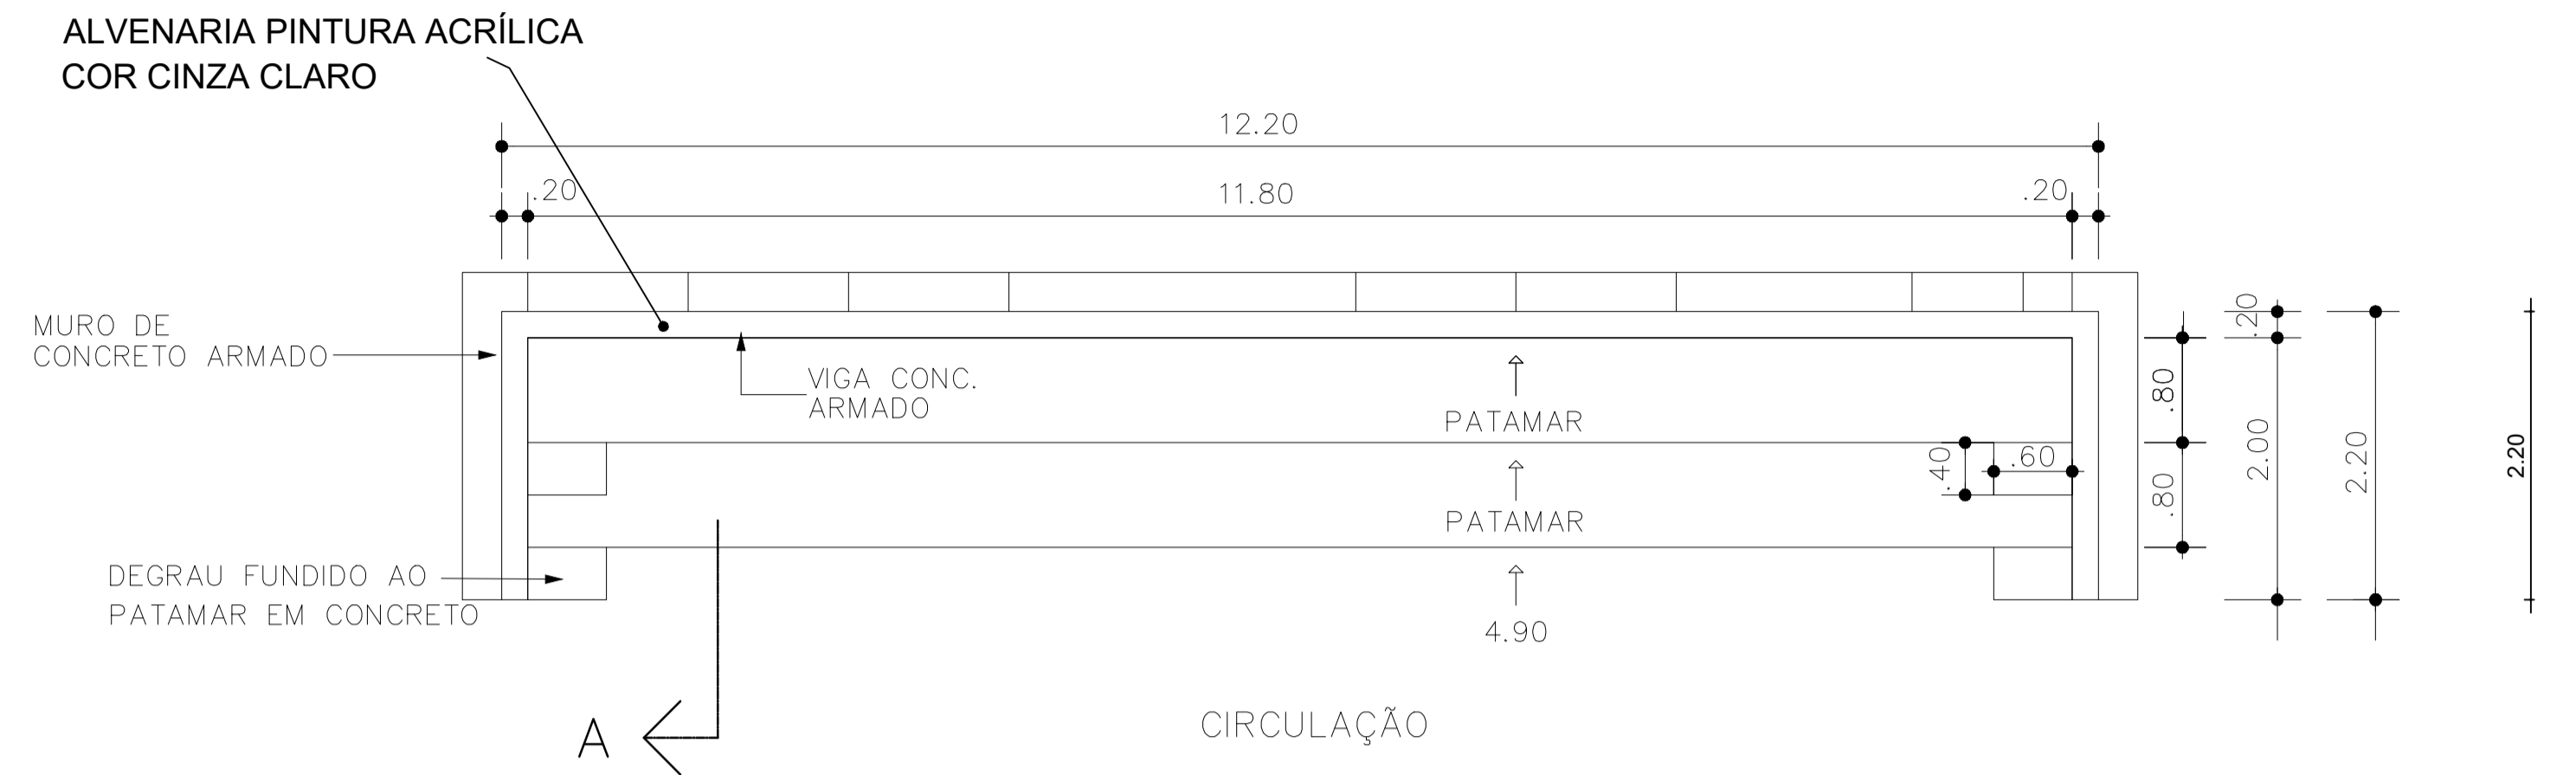 ALVENARIA PINTURA ACRÍLICA
COR CINZA CLARO
12.20
.20
11.80
.20
MURO DE
CONCRETO ARMADO
VIGA CONC.
ARMADO
PATAMAR
PATAMAR
4.90
.40
.60
.80
.80
.20
2.00
2.20
2.20
DEGRAU FUNDIDO AO
PATAMAR EM CONCRETO
A
CIRCULAÇÃO